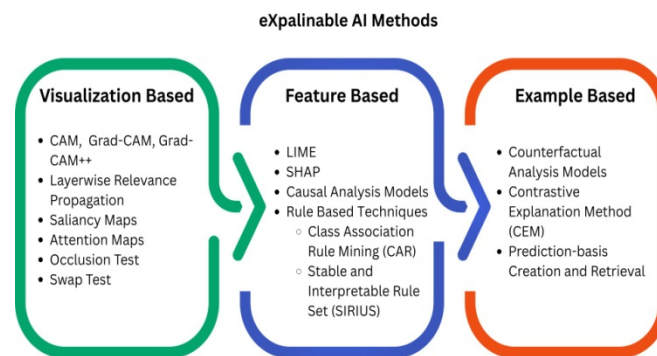 eXpalinable AI Methods
Visualization Based
• CAM, Grad-CAM, Grad-
CAM++
• Layerwise Relevance
Propagation
• Saliancy Maps
• Attention Maps
• Occlusion Test
• Swap Test
Feature Based
• LIME
• SHAP
• Causal Analysis Models
• Rule Based Techniques
○ Class Association
Rule Mining (CAR)
○ Stable and
Interpretable Rule
Set (SIRIUS)
Example Based
• Counterfactual
Analysis Models
• Contrastive
Explanation Method
(CEM)
• Prediction-basis
Creation and Retrieval